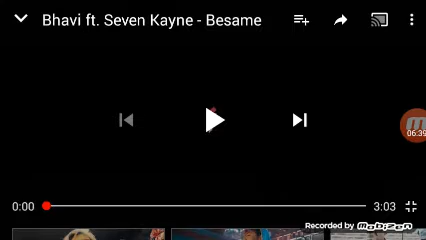 Bhavi ft. Seven Kayne - Besame
06:39
0:00
3:03
Recorded by Mobizen